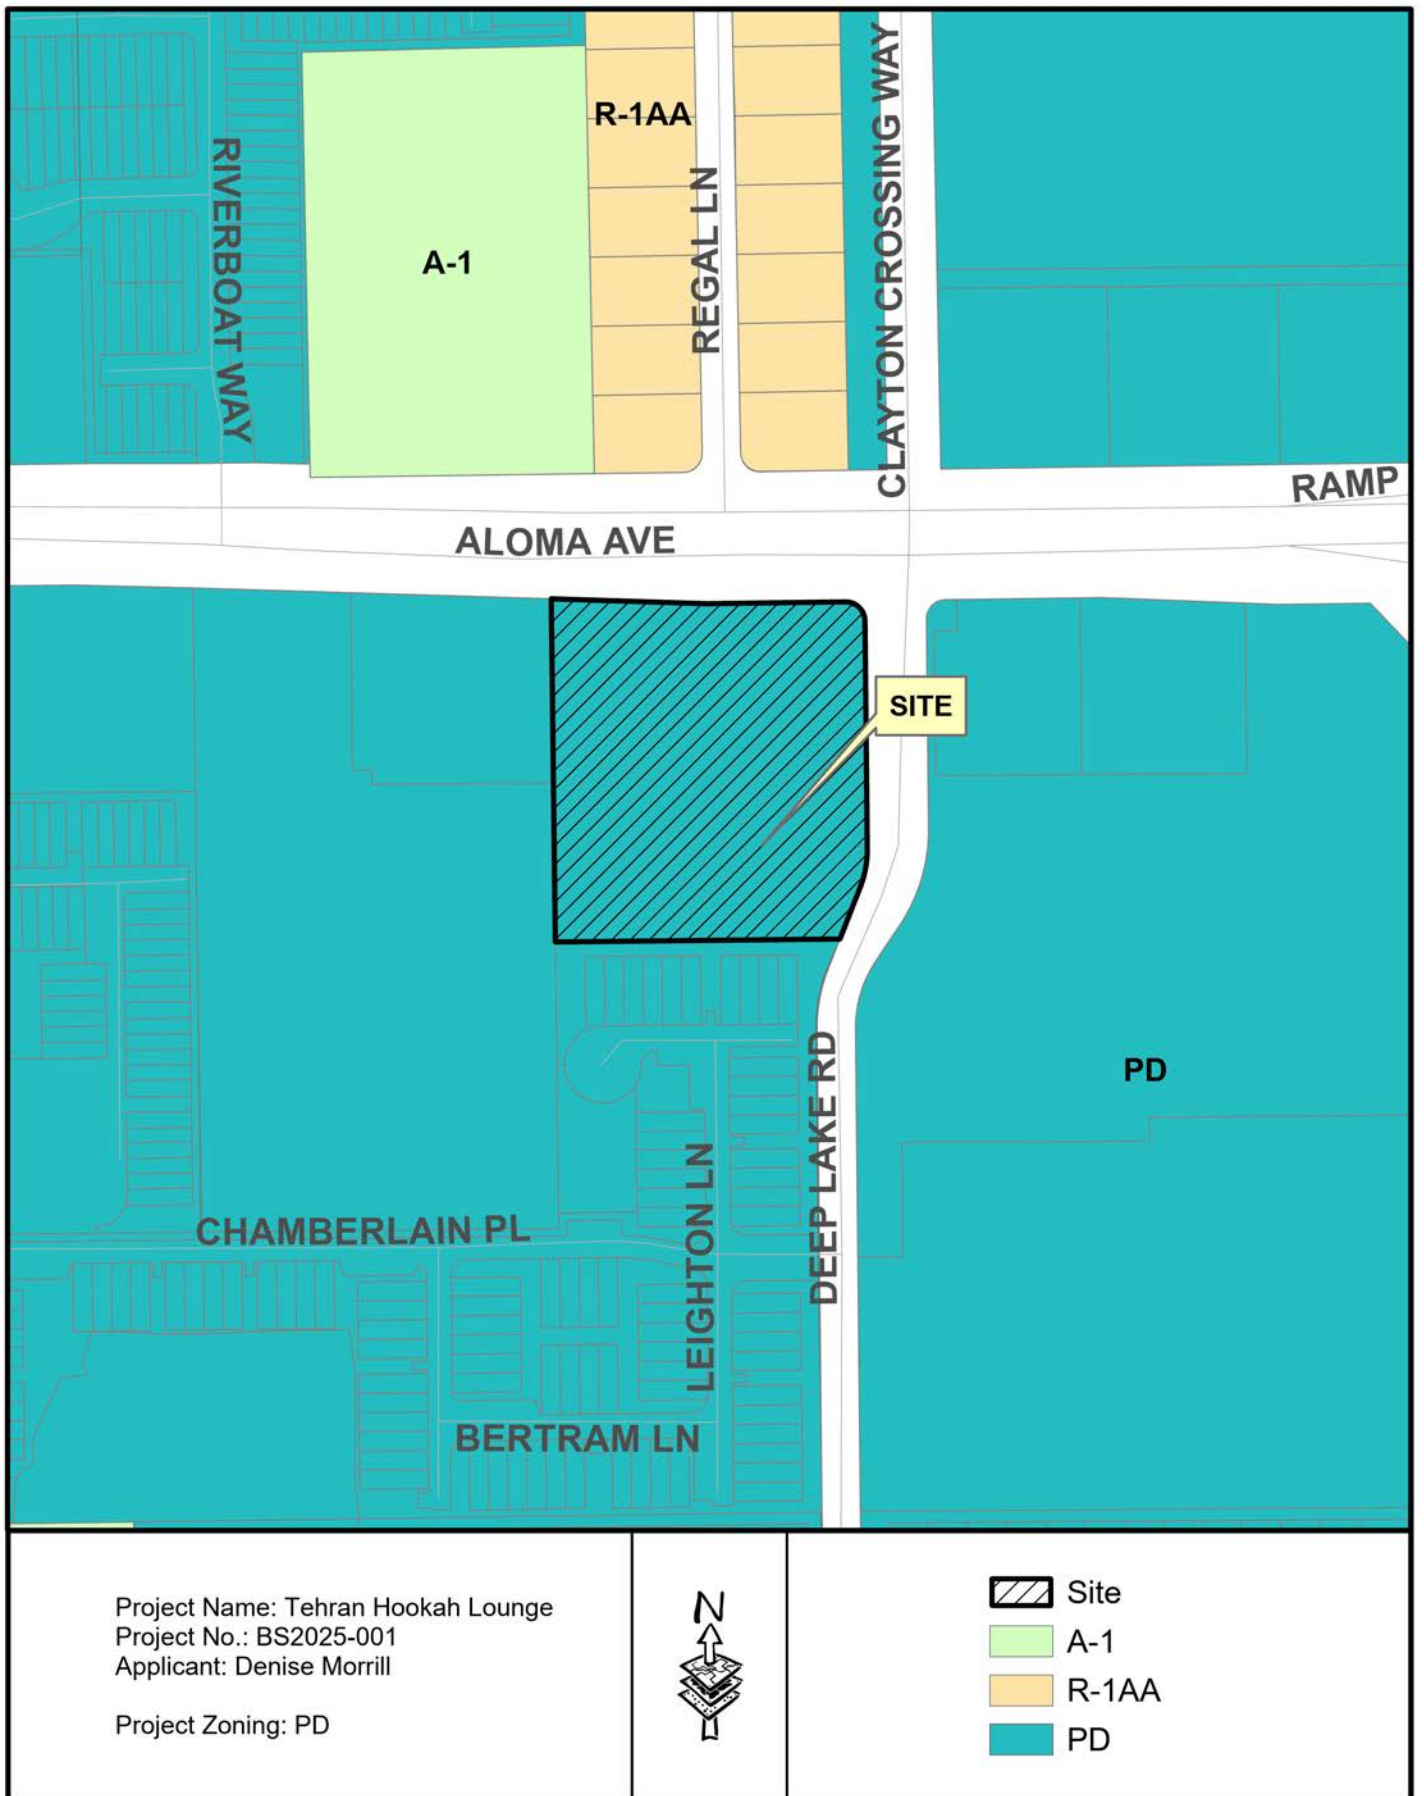 R-1AA
CLAYTON CROSSING WAY
RIVERBOAT WAY
REGAL LN
A-1
RAMP
ALOMA AVE
SITE
PD
DEEP LAKE RD
LEIGHTON LN
CHAMBERLAIN PL
BERTRAM LN
Project Name: Tehran Hookah Lounge
Project No.: BS2025-001
Applicant: Denise Morrill
Project Zoning: PD
N
Site
A-1
R-1AA
PD